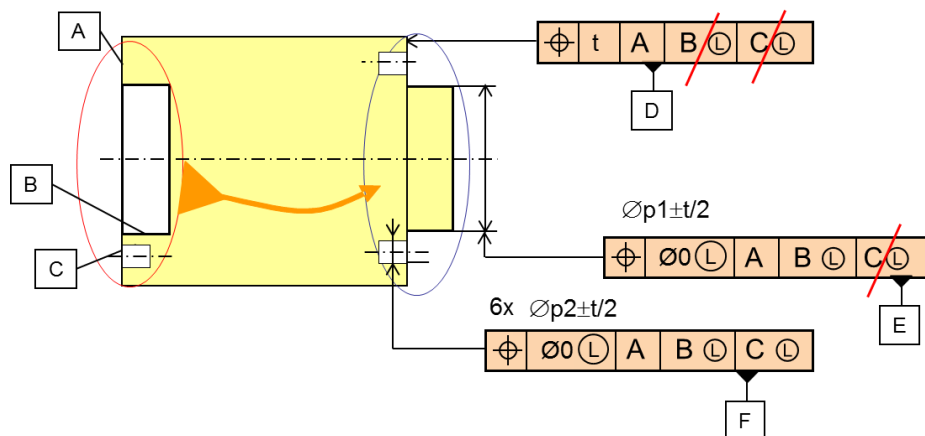 A
⌖ t A B Ⓛ C Ⓛ
D
B
∅p1±t/2
C
⌖ Ø0 Ⓛ A B Ⓛ C Ⓛ
E
6x ∅p2±t/2
⌖ Ø0 Ⓛ A B Ⓛ C Ⓛ
F